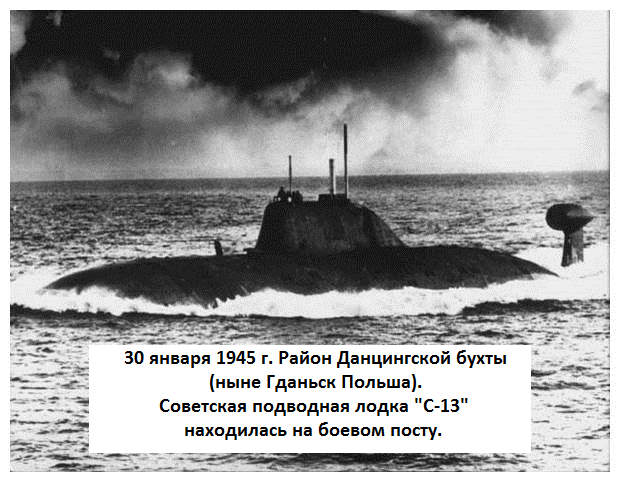 30 января 1945 г. Район Данцингской бухты
(ныне Гданьск Польша).
Советская подводная лодка "С-13"
находилась на боевом посту.